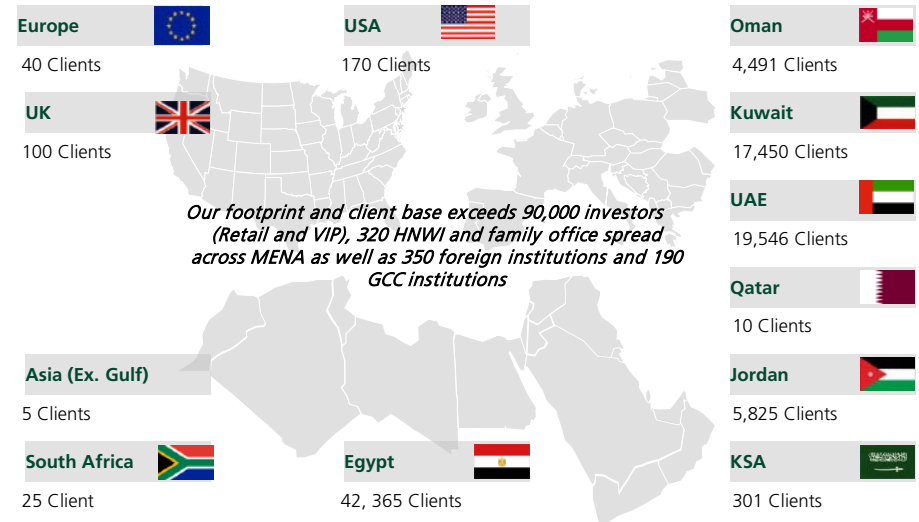 Europe
40 Clients
USA
170 Clients
Oman
4,491 Clients
UK
100 Clients
Kuwait
17,450 Clients
UAE
19,546 Clients
Our footprint and client base exceeds 90,000 investors
(Retail and VIP), 320 HNWI and family office spread
across MENA as well as 350 foreign institutions and 190
GCC institutions
Qatar
10 Clients
Asia (Ex. Gulf)
5 Clients
Jordan
5,825 Clients
South Africa
25 Client
Egypt
42, 365 Clients
KSA
301 Clients